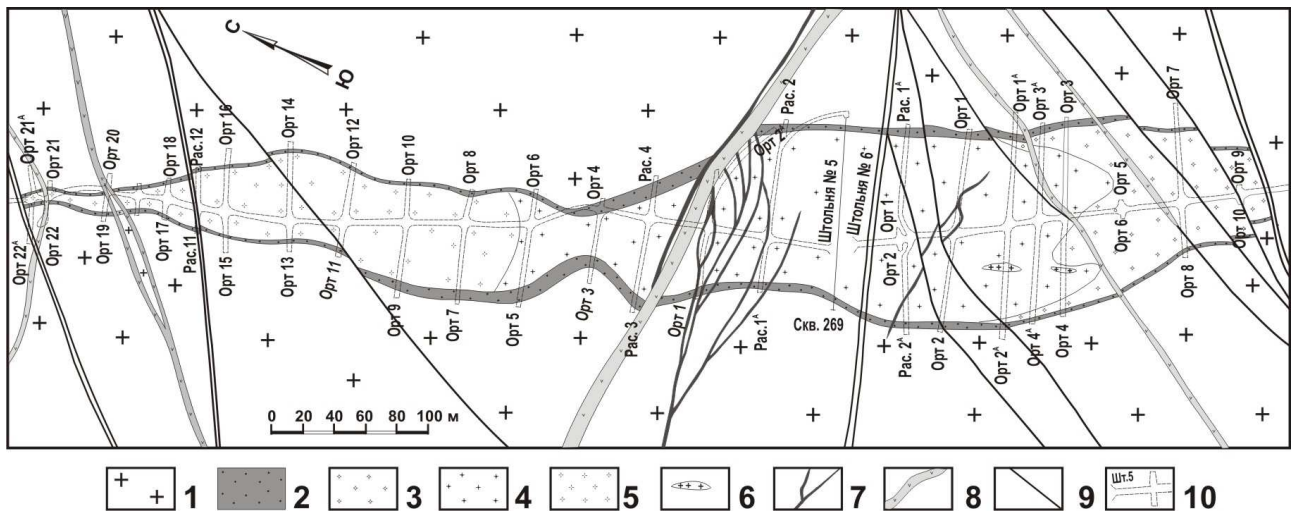 С
Ю
Орт 21А
Орт 21
Орт 20
Орт 18
Рас.12
Орт 16
Орт 14
Орт 12
Орт 10
Орт 8
Орт 6
Орт 4
Рас. 4
Орт 2А
Рас. 2
Рас. 1А
Орт 1
Орт 1А
Орт 3А
Орт 3
Орт 7
Орт 5
Орт 9
Штольня № 5
Штольня № 6
Орт 1
Орт 2
Орт 6
Орт 10
Орт 22А
Орт 22
Орт 19
Орт 17
Рас.11
Орт 15
Орт 13
Орт 11
Орт 9
Орт 7
Орт 5
Орт 3
Рас. 3
Орт 1
Рас.1А
Скв. 269
Рас. 2А
Орт 2
Орт 2А
Орт 4А
Орт 4
Орт 8
0 20 40 60 80 100 м
1 2 3 4 5 6 7 8 9 Шт.5 10